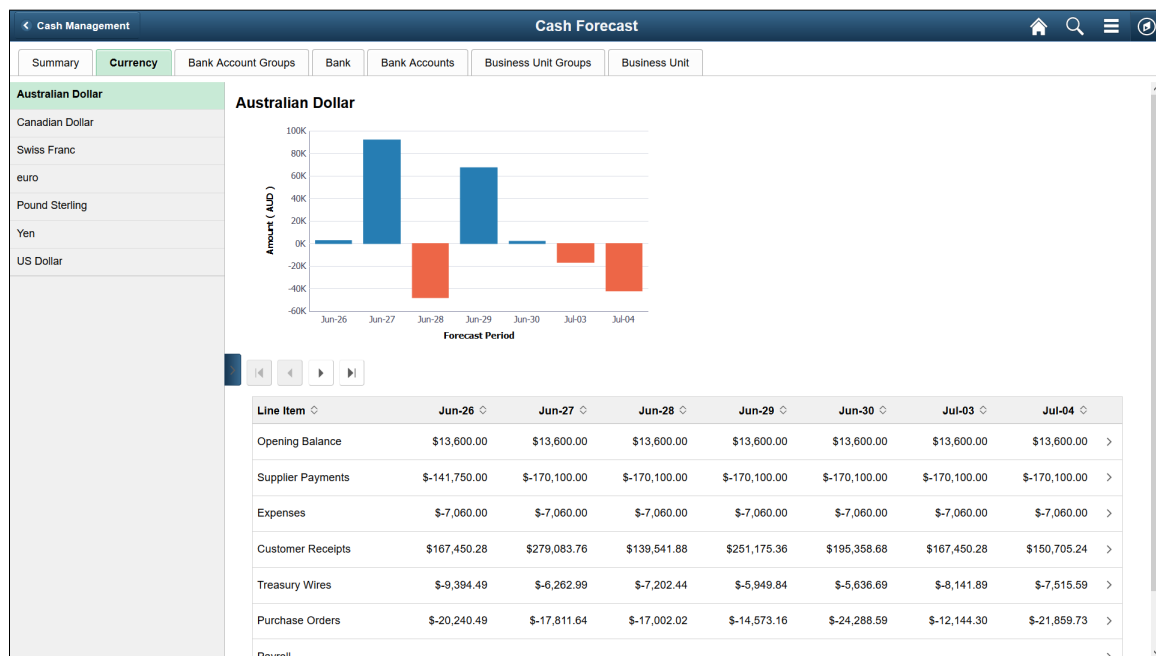 Cash Management
Cash Forecast
Summary Currency Bank Account Groups Bank Bank Accounts Business Unit Groups Business Unit
Australian Dollar
Canadian Dollar
Swiss Franc
euro
Pound Sterling
Yen
US Dollar
Australian Dollar
100K
80K
60K
40K
20K
0K
-20K
-40K
-60K
Amount ( AUD )
Jun-26 Jun-27 Jun-28 Jun-29 Jun-30 Jul-03 Jul-04
Forecast Period
Line Item Jun-26 Jun-27 Jun-28 Jun-29 Jun-30 Jul-03 Jul-04
Opening Balance $13,600.00 $13,600.00 $13,600.00 $13,600.00 $13,600.00 $13,600.00 $13,600.00
Supplier Payments $-141,750.00 $-170,100.00 $-170,100.00 $-170,100.00 $-170,100.00 $-170,100.00 $-170,100.00
Expenses $-7,060.00 $-7,060.00 $-7,060.00 $-7,060.00 $-7,060.00 $-7,060.00 $-7,060.00
Customer Receipts $167,450.28 $279,083.76 $139,541.88 $251,175.36 $195,358.68 $167,450.28 $150,705.24
Treasury Wires $-9,394.49 $-6,262.99 $-7,202.44 $-5,949.84 $-5,636.69 $-8,141.89 $-7,515.59
Purchase Orders $-20,240.49 $-17,811.64 $-17,002.02 $-14,573.16 $-24,288.59 $-12,144.30 $-21,859.73
Payroll